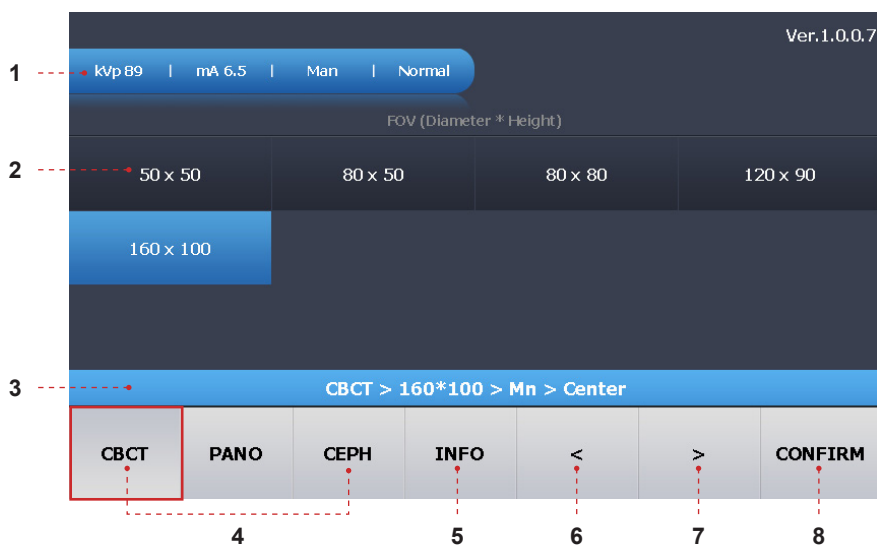 Ver.1.0.0.7
1
kVp 89 | mA 6.5 | Man | Normal
FOV (Diameter * Height)
2
50 x 50 80 x 50 80 x 80 120 x 90
160 x 100
3
CBCT > 160*100 > Mn > Center
CBCT PANO CEPH INFO < > CONFIRM
4 5 6 7 8